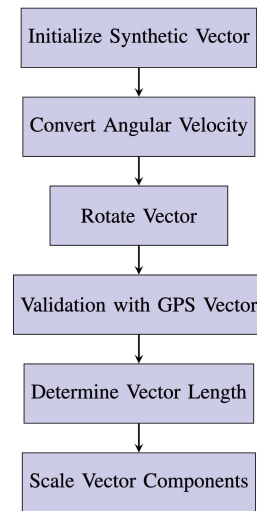 Initialize Synthetic Vector
Convert Angular Velocity
Rotate Vector
Validation with GPS Vector
Determine Vector Length
Scale Vector Components